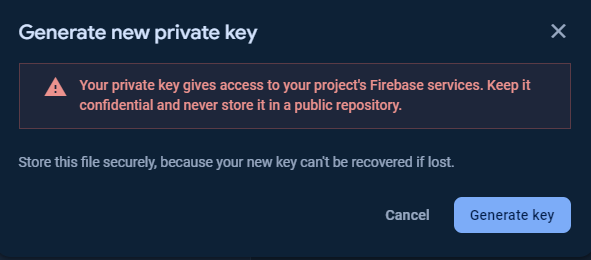 Generate new private key
Your private key gives access to your project's Firebase services. Keep it
confidential and never store it in a public repository.
Store this file securely, because your new key can't be recovered if lost.
Cancel
Generate key